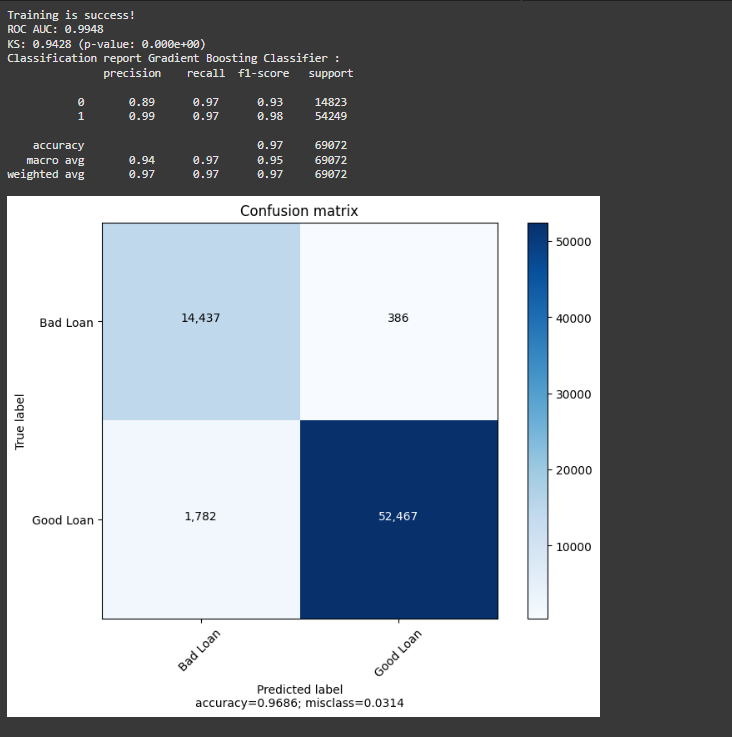 Training is success!
ROC AUC: 0.9948
KS: 0.9428 (p-value: 0.000e+00)
Classification report Gradient Boosting Classifier :
precision recall f1-score support
0 0.89 0.97 0.93 14823
1 0.99 0.97 0.98 54249
accuracy 0.97 69072
macro avg 0.94 0.97 0.95 69072
weighted avg 0.97 0.97 0.97 69072
Confusion matrix
50000
40000
30000
20000
10000
True label
Bad Loan
14,437 386
Good Loan
1,782 52,467
Bad Loan Good Loan
Predicted label
accuracy=0.9686; misclass=0.0314